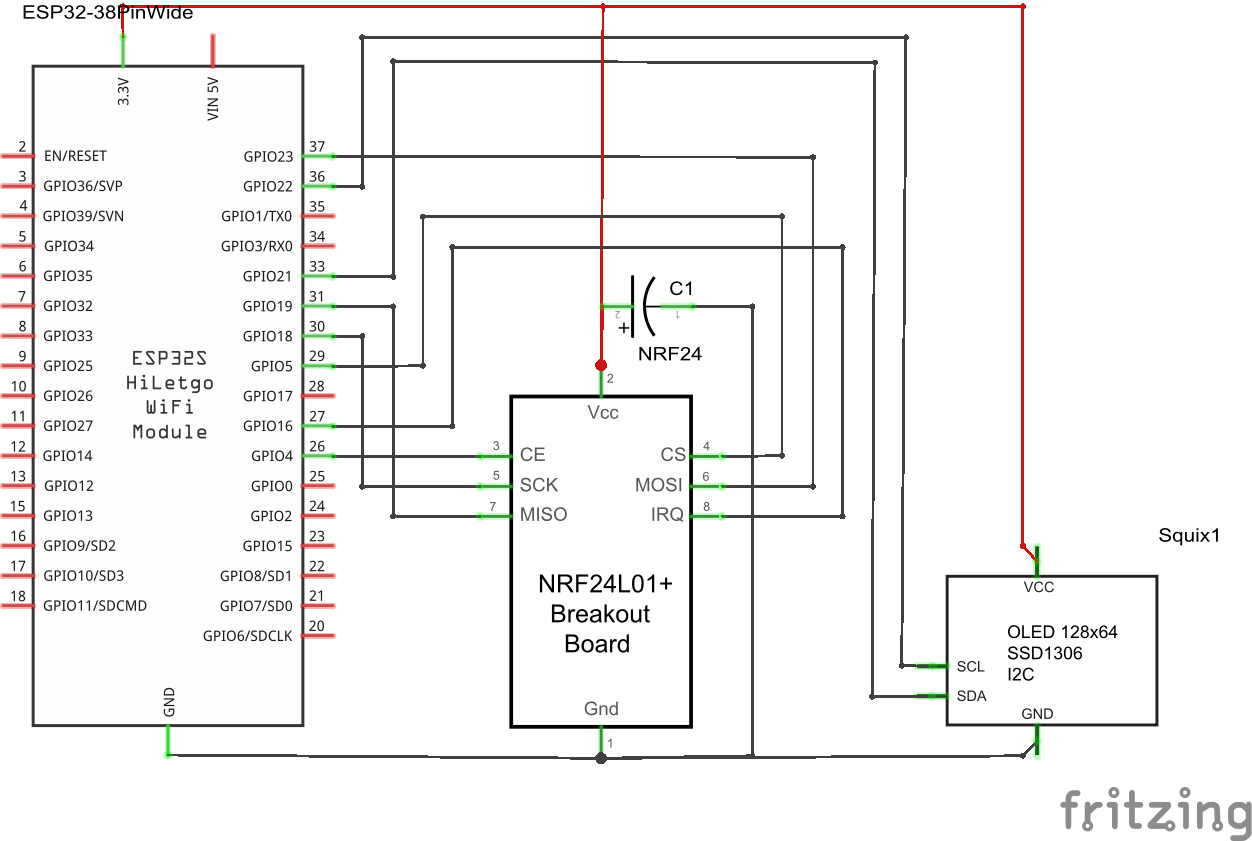 ESP32-38PinWide
3.3V
VIN 5V
2 EN/RESET
3 GPIO36/SVP
4 GPIO39/SVN
5 GPIO34
6 GPIO35
7 GPIO32
8 GPIO33
9 GPIO25
10 GPIO26
11 GPIO27
12 GPIO14
13 GPIO12
15 GPIO13
16 GPIO9/SD2
17 GPIO10/SD3
18 GPIO11/SDCMD
ESP32S
HiLetgo
WiFi
Module
GPIO23 37
GPIO22 36
GPIO1/TX0 35
GPIO3/RX0 34
GPIO21 33
GPIO19 31
GPIO18 30
GPIO5 29
GPIO17 28
GPIO16 27
GPIO4 26
GPIO0 25
GPIO2 24
GPIO15 23
GPIO8/SD1 22
GPIO7/SD0 21
GPIO6/SDCLK 20
GND
C1
2
1
+
NRF24
2
Vcc
3 CE
5 SCK
7 MISO
CS 4
MOSI 6
IRQ 8
NRF24L01+
Breakout
Board
Gnd
1
Squix1
VCC
OLED 128x64
SSD1306
I2C
SCL
SDA
GND
fritzing